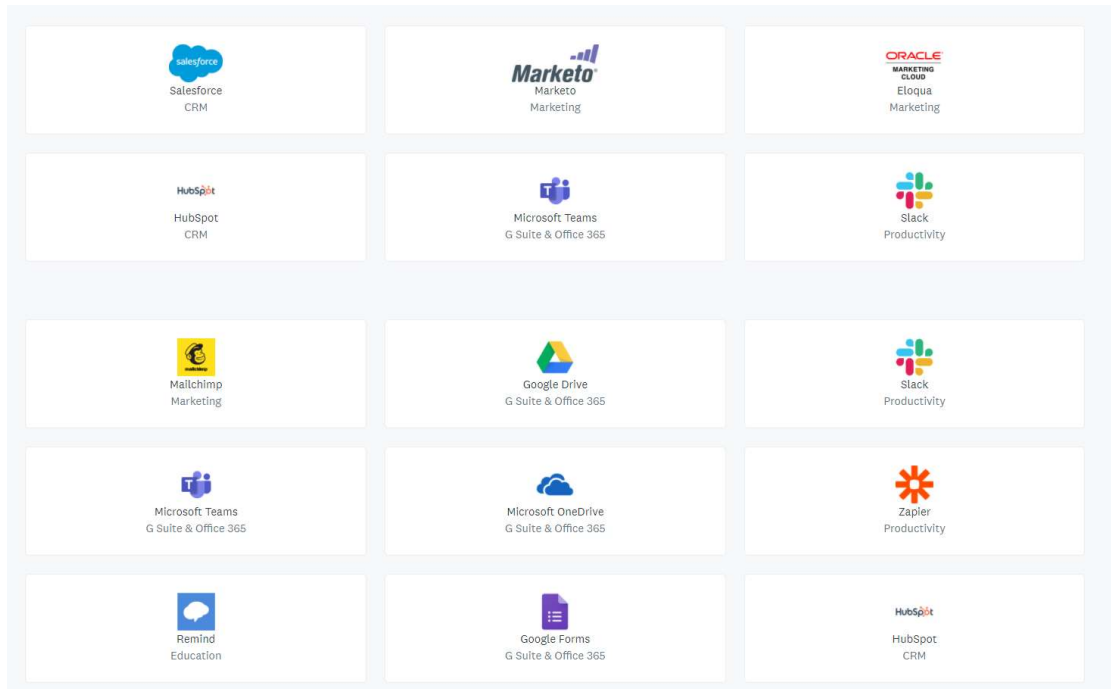 salesforce
Salesforce
CRM
Marketo
Marketo
Marketing
ORACLE
MARKETING
CLOUD
Eloqua
Marketing
HubSpot
HubSpot
CRM
T
Microsoft Teams
G Suite & Office 365
Slack
Productivity
mailchimp
Mailchimp
Marketing
Google Drive
G Suite & Office 365
Slack
Productivity
T
Microsoft Teams
G Suite & Office 365
Microsoft OneDrive
G Suite & Office 365
Zapier
Productivity
Remind
Education
Google Forms
G Suite & Office 365
HubSpot
HubSpot
CRM